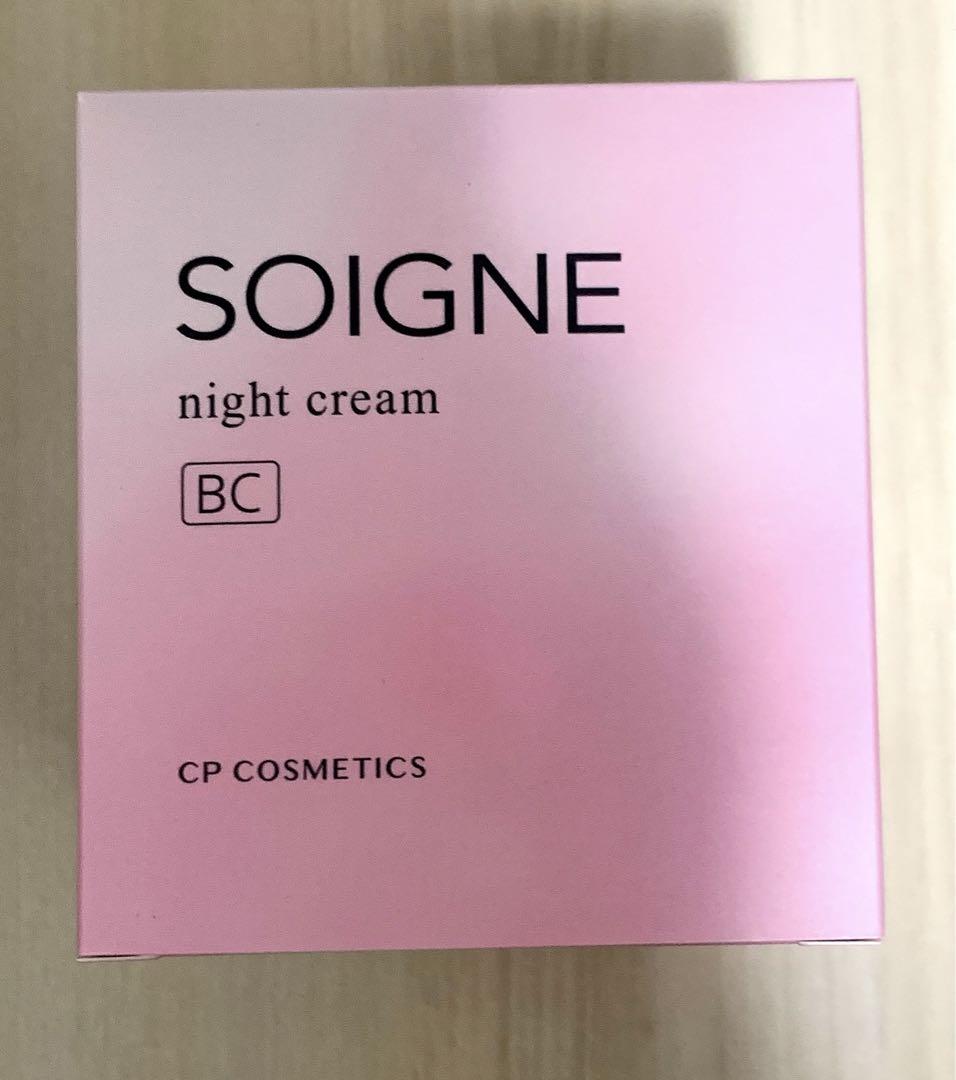 SOIGNE
night cream
BC
CP COSMETICS